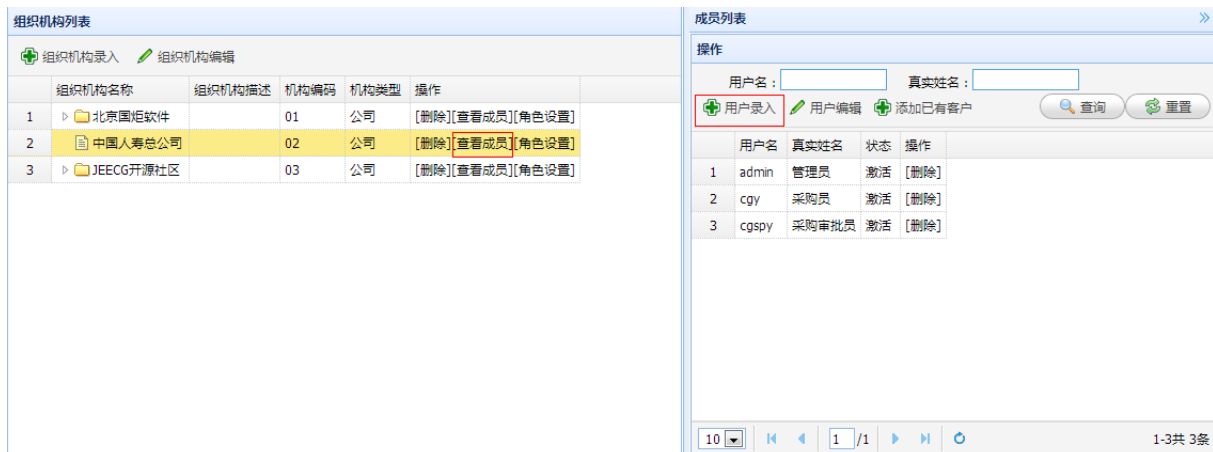 组织机构列表
组织机构录入 组织机构编辑
组织机构名称 组织机构描述 机构编码 机构类型 操作
1 北京国炬软件 01 公司 [删除][查看成员][角色设置]
2 中国人寿总公司 02 公司 [删除][查看成员][角色设置]
3 JEECG开源社区 03 公司 [删除][查看成员][角色设置]
成员列表
操作
用户名： 真实姓名：
用户录入 用户编辑 添加已有客户 查询 重置
用户名 真实姓名 状态 操作
1 admin 管理员 激活 [删除]
2 cgy 采购员 激活 [删除]
3 cgspy 采购审批员 激活 [删除]
10 1 /1 1-3共 3条